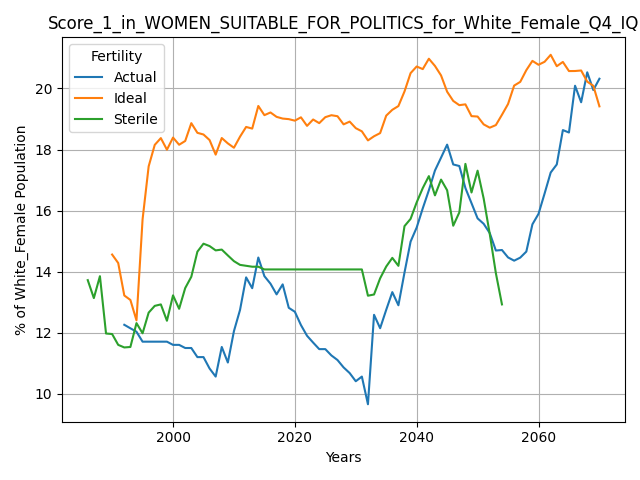 Score_1_in_WOMEN_SUITABLE_FOR_POLITICS_for_White_Female_Q4_IQ
Fertility
Actual
Ideal
Sterile
% of White_Female Population
20
18
16
14
12
10
2000
2020
2040
2060
Years